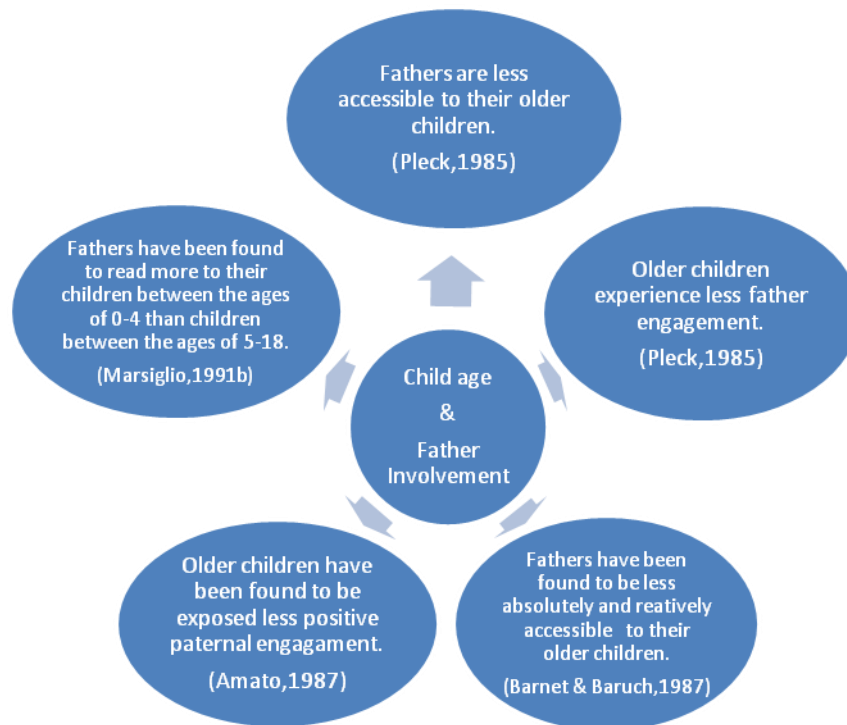 Fathers are less
accessible to their older
children.
(Pleck,1985)
Fathers have been found
to read more to their
children between the ages
of 0-4 than children
between the ages of 5-18.
(Marsiglio,1991b)
Older children
experience less father
engagement.
(Pleck,1985)
Child age
&
Father
Involvement
Older children have
been found to be
exposed less positive
paternal engagament.
(Amato,1987)
Fathers have been
found to be less
absolutely and reatively
accessible to their
older children.
(Barnet & Baruch,1987)